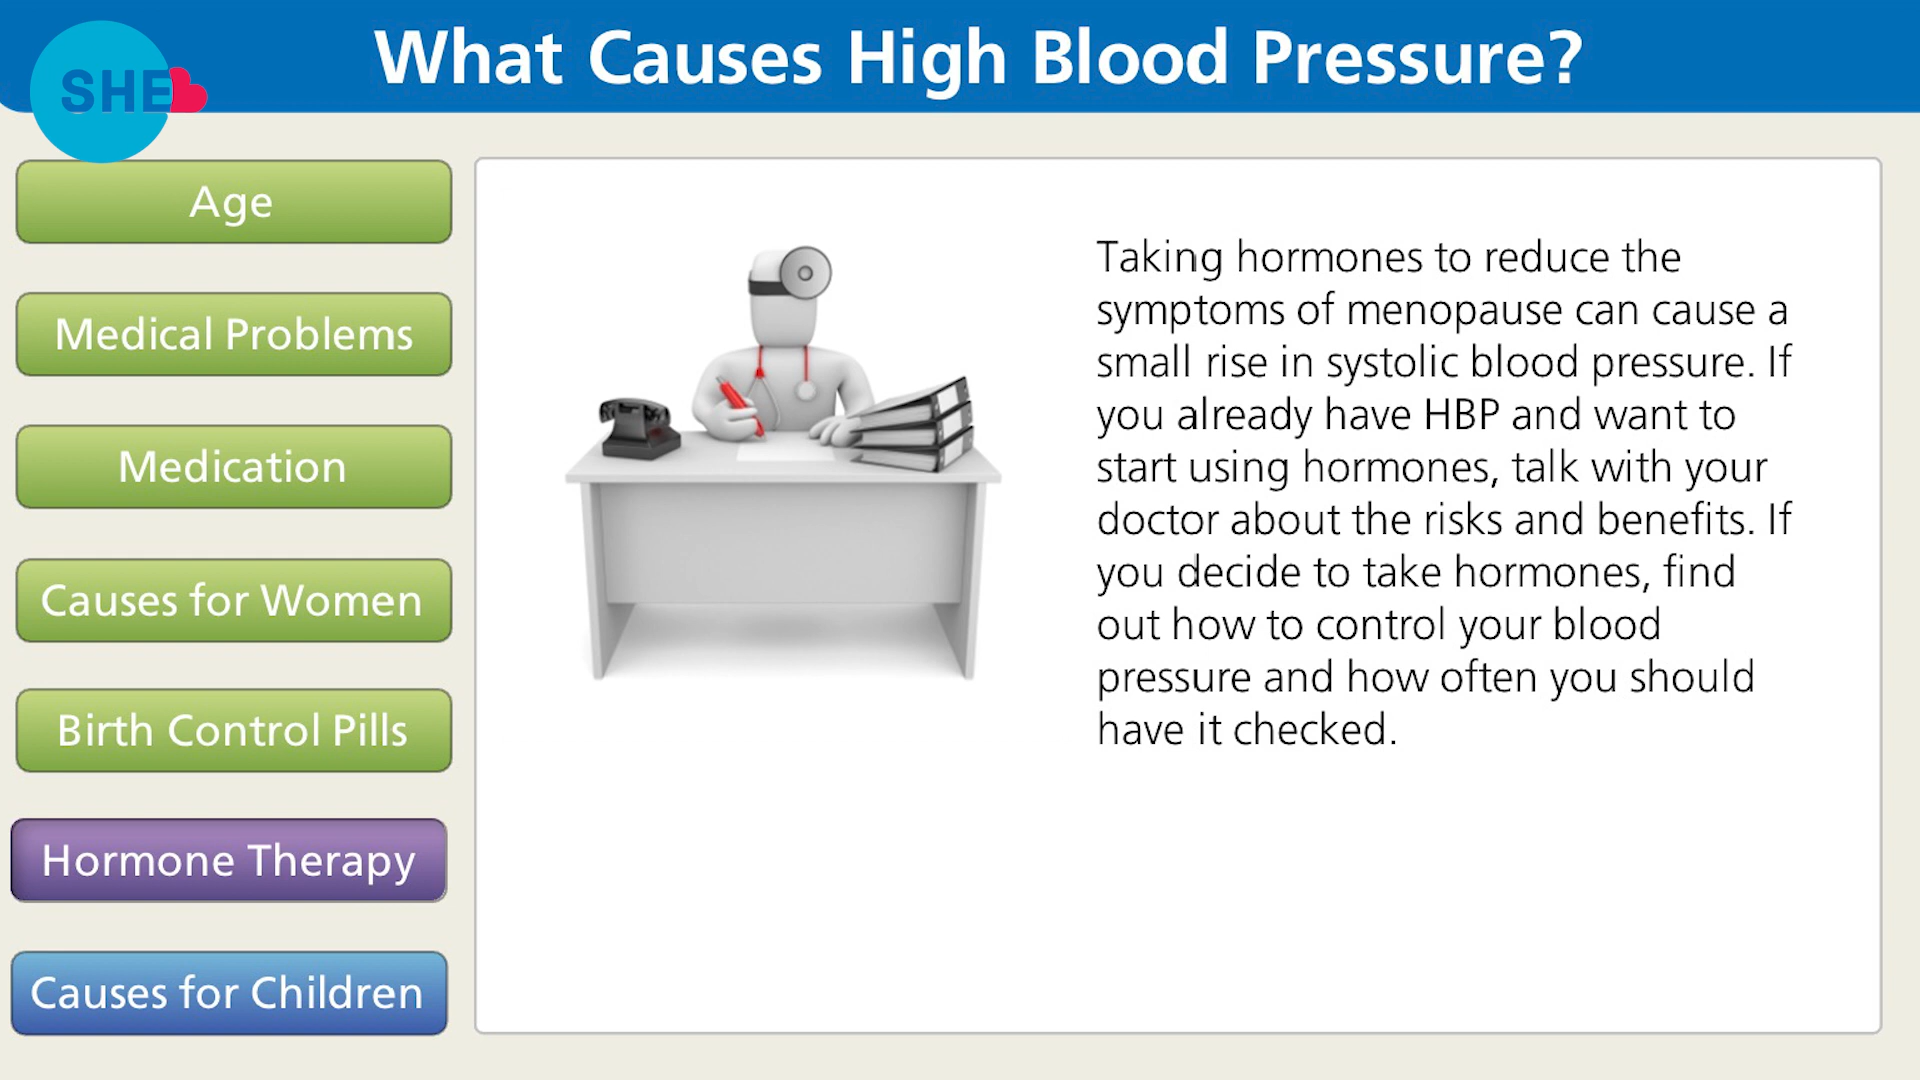 What Causes High Blood Pressure?
SHE
Age
Medical Problems
Medication
Causes for Women
Birth Control Pills
Hormone Therapy
Causes for Children
Taking hormones to reduce the
symptoms of menopause can cause a
small rise in systolic blood pressure. If
you already have HBP and want to
start using hormones, talk with your
doctor about the risks and benefits. If
you decide to take hormones, find
out how to control your blood
pressure and how often you should
have it checked.